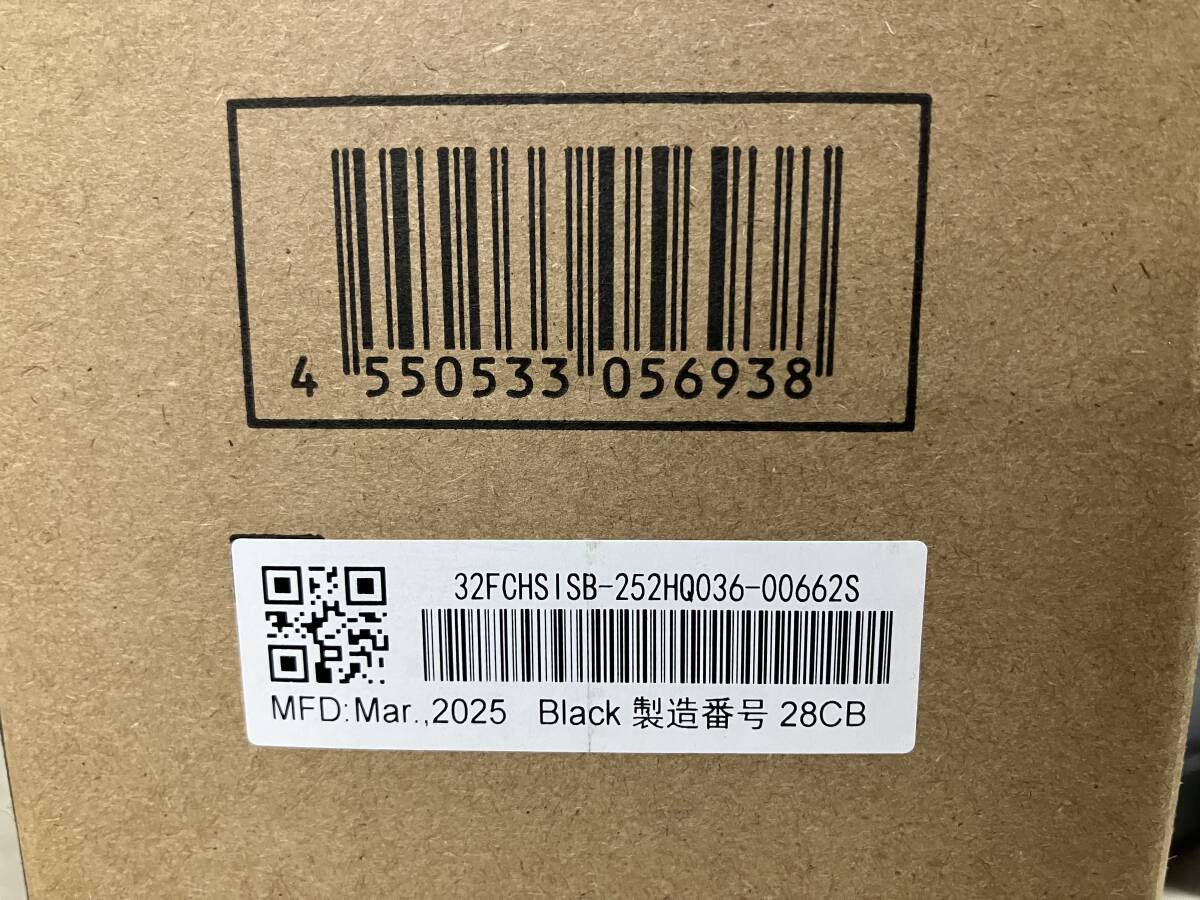 4 550533 056938
32FCHSISB-252HQ036-00662S
MFD:Mar.,2025 Black 製造番号 28CB